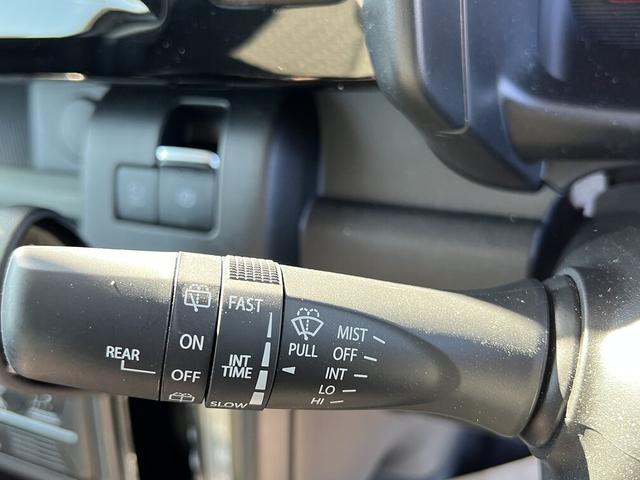 REAR
ON
OFF
FAST
INT
TIME
SLOW
PULL
MIST
OFF
INT
LO
HI